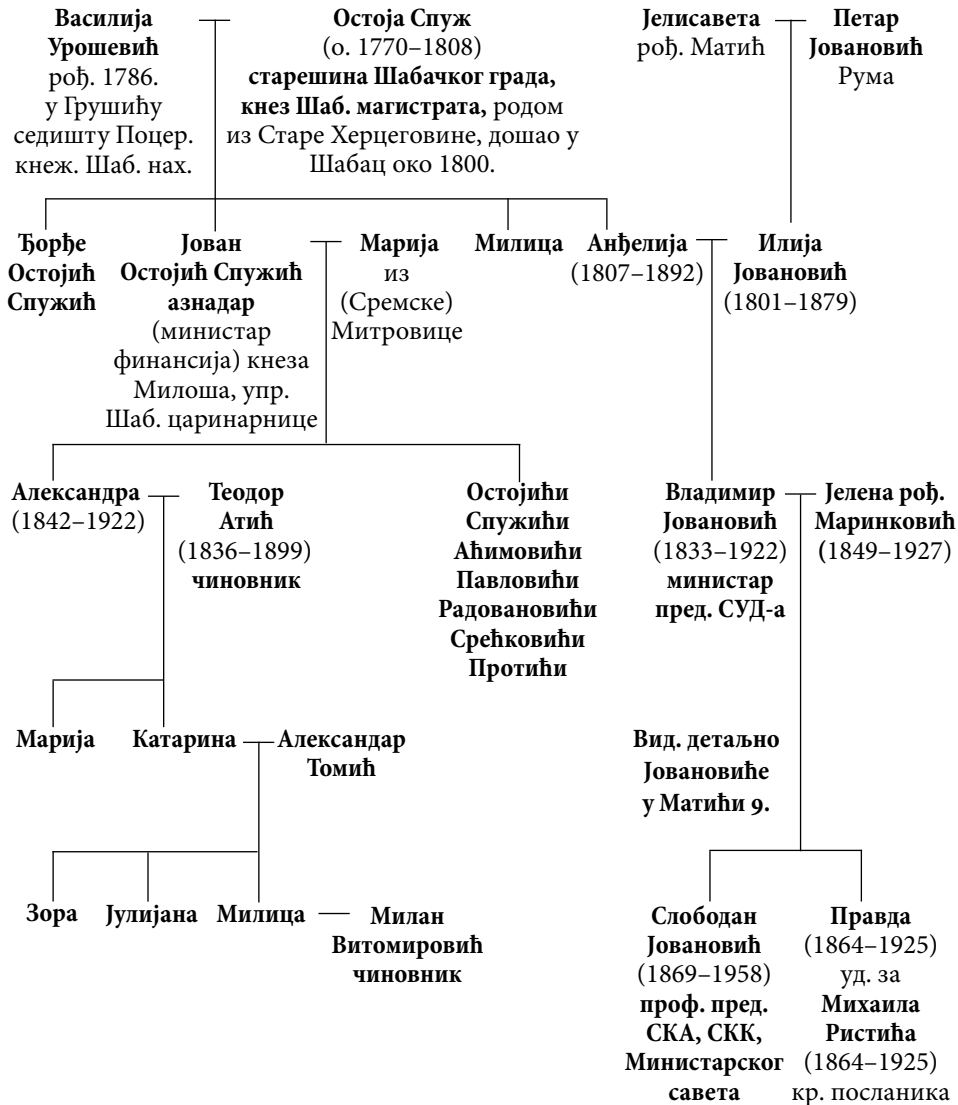 Василија
Урошевић
рођ. 1786.
у Грушићу
седишту Поцер.
кнеж. Шаб. нах.
Остоја Спуж
(о. 1770–1808)
старешина Шабачког града,
кнез Шаб. магистрата, родом
из Старе Херцеговине, дошао у
Шабац око 1800.
Јелисавета
рођ. Матић
Петар
Јовановић
Рума
Ђорђе
Остојић
Спужић
Јован
Остојић Спужић
азнадар
(министар
финансија) кнеза
Милоша, упр.
Шаб. царинарнице
Марија
из
(Сремске)
Митровице
Милица
Анђелија
(1807–1892)
Илија
Јовановић
(1801–1879)
Александра
(1842–1922)
Теодор
Атић
(1836–1899)
чиновник
Остојићи
Спужићи
Аћимовићи
Павловићи
Радовановићи
Срећковићи
Протићи
Владимир
Јовановић
(1833–1922)
министар
пред. СУД-а
Јелена рођ.
Маринковић
(1849–1927)
Марија
Катарина
Александар
Томић
Вид. детаљно
Јовановиће
у Матићи 9.
Зора
Јулијана
Милица
Милан
Витомировић
чиновник
Слободан
Јовановић
(1869–1958)
проф. пред.
СКА, СКК,
Министарског
савета
Правда
(1864–1925)
уд. за
Михаила
Ристића
(1864–1925)
кр. посланика